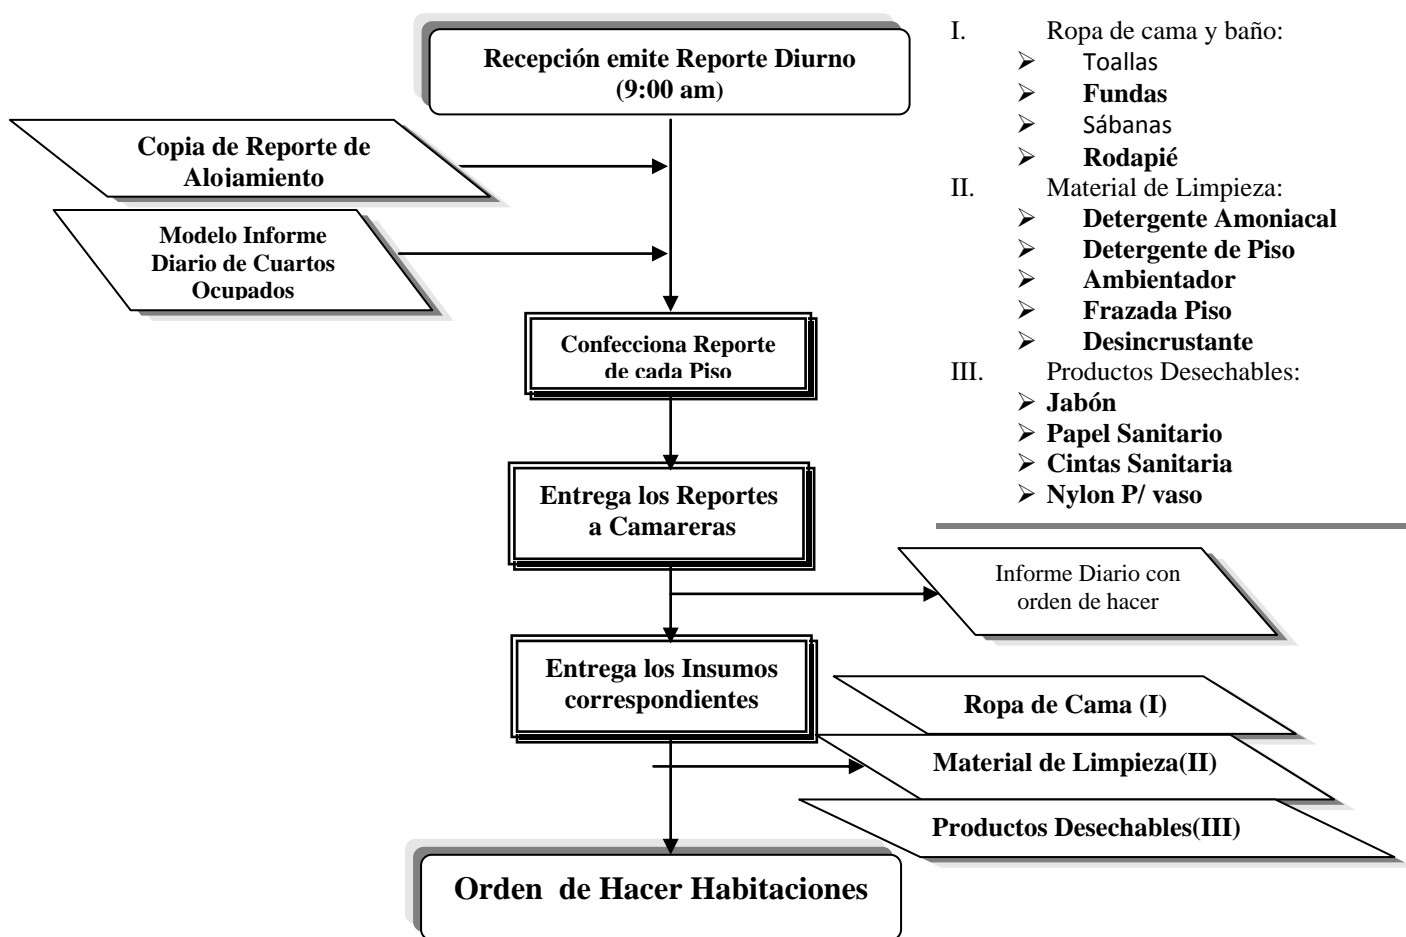 Recepción emite Reporte Diurno
(9:00 am)
Copia de Reporte de
Alojamiento
Modelo Informe
Diario de Cuartos
Ocupados
Confecciona Reporte
de cada Piso
Entrega los Reportes
a Camareras
Informe Diario con
orden de hacer
Entrega los Insumos
correspondientes
Ropa de Cama (I)
Material de Limpieza(II)
Productos Desechables(III)
Orden  de Hacer Habitaciones
I. Ropa de cama y baño:
➢ Toallas
➢ Fundas
➢ Sábanas
➢ Rodapié
II. Material de Limpieza:
➢ Detergente Amoniacal
➢ Detergente de Piso
➢ Ambientador
➢ Frazada Piso
➢ Desincrustante
III. Productos Desechables:
➢ Jabón
➢ Papel Sanitario
➢ Cintas Sanitaria
➢ Nylon P/ vaso